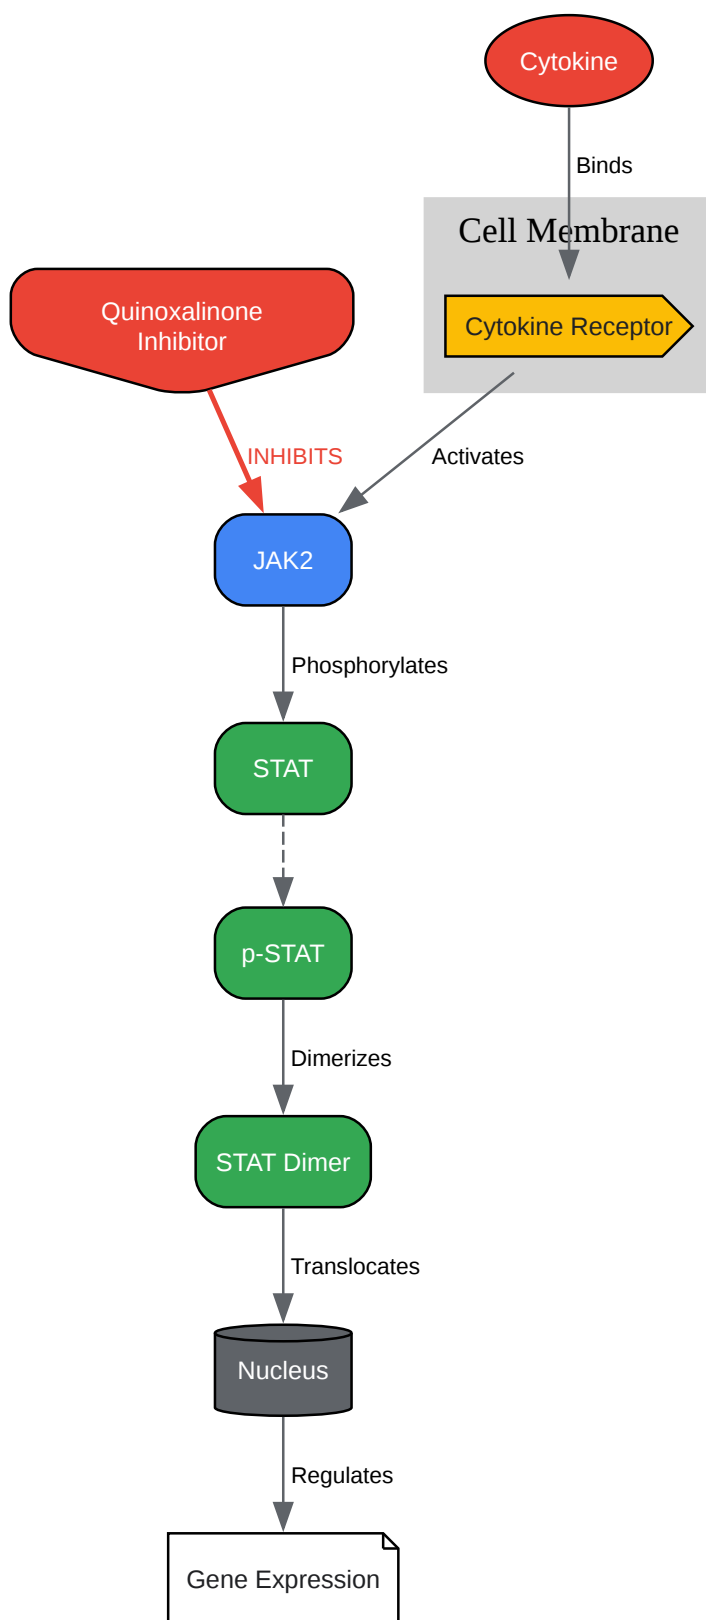 Cytokine
Binds
Cell Membrane
Quinoxalinone
Inhibitor
Cytokine Receptor
INHIBITS
Activates
JAK2
Phosphorylates
STAT
p-STAT
Dimerizes
STAT Dimer
Translocates
Nucleus
Regulates
Gene Expression